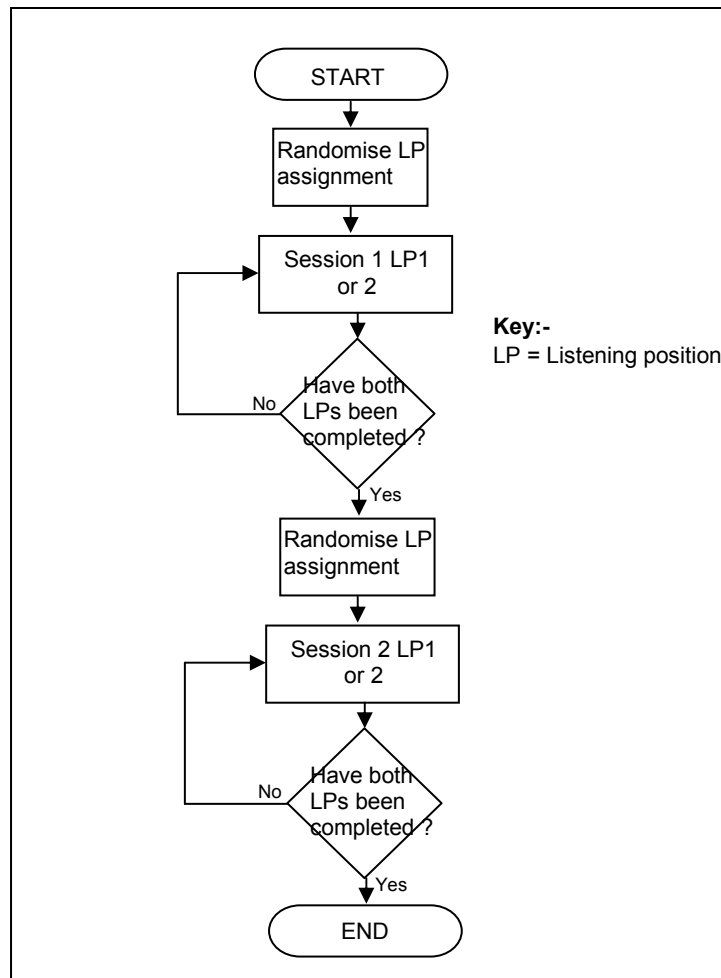 START
Randomise LP
assignment
Session 1 LP1
or 2
Key:-
LP = Listening position
Have both
LPs been
completed ?
No
Yes
Randomise LP
assignment
Session 2 LP1
or 2
Have both
LPs been
completed ?
No
Yes
END